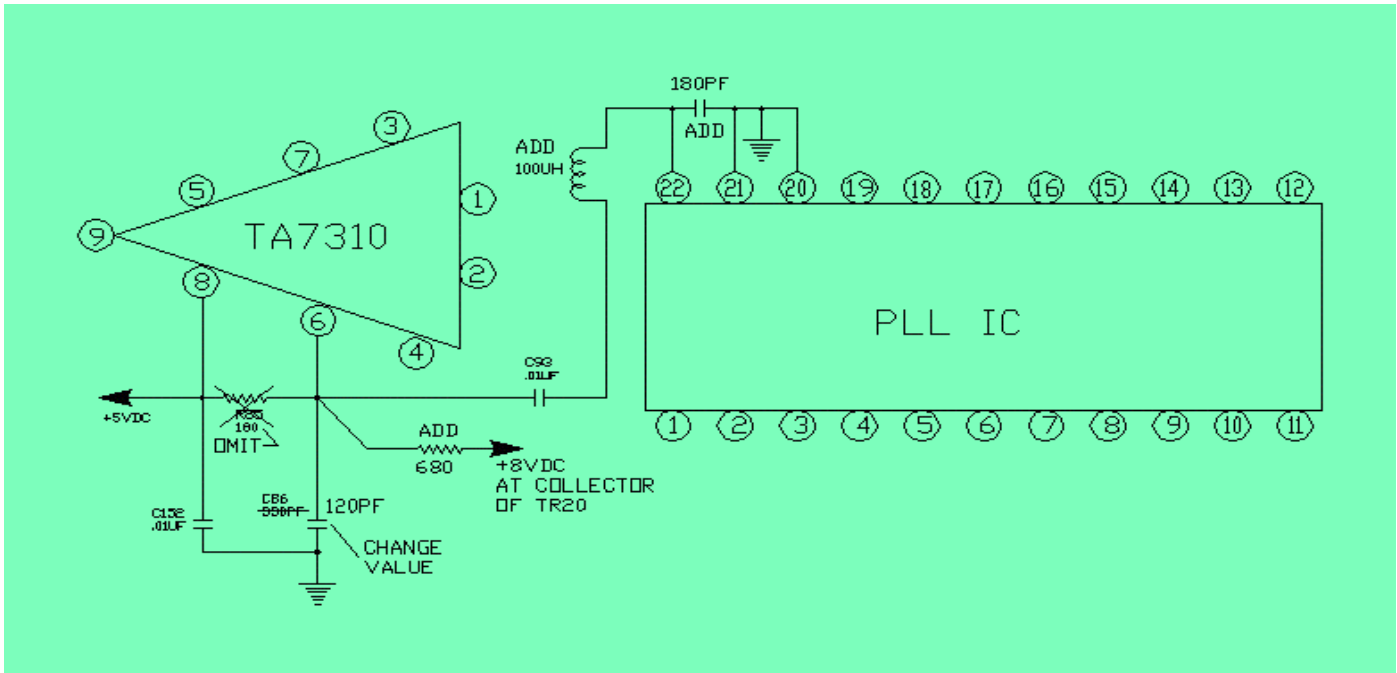 180PF
ADD
ADD
100UH
3
7
5
1
9
TA7310
2
8
6
4
22
21
20
19
18
17
16
15
14
13
12
PLL IC
C93
.01UF
1
2
3
4
5
6
7
8
9
10
11
+5VDC
180
OMIT
ADD
680
+8VDC
AT COLLECTOR
OF TR20
C152
.01UF
C86
120PF
CHANGE
VALUE